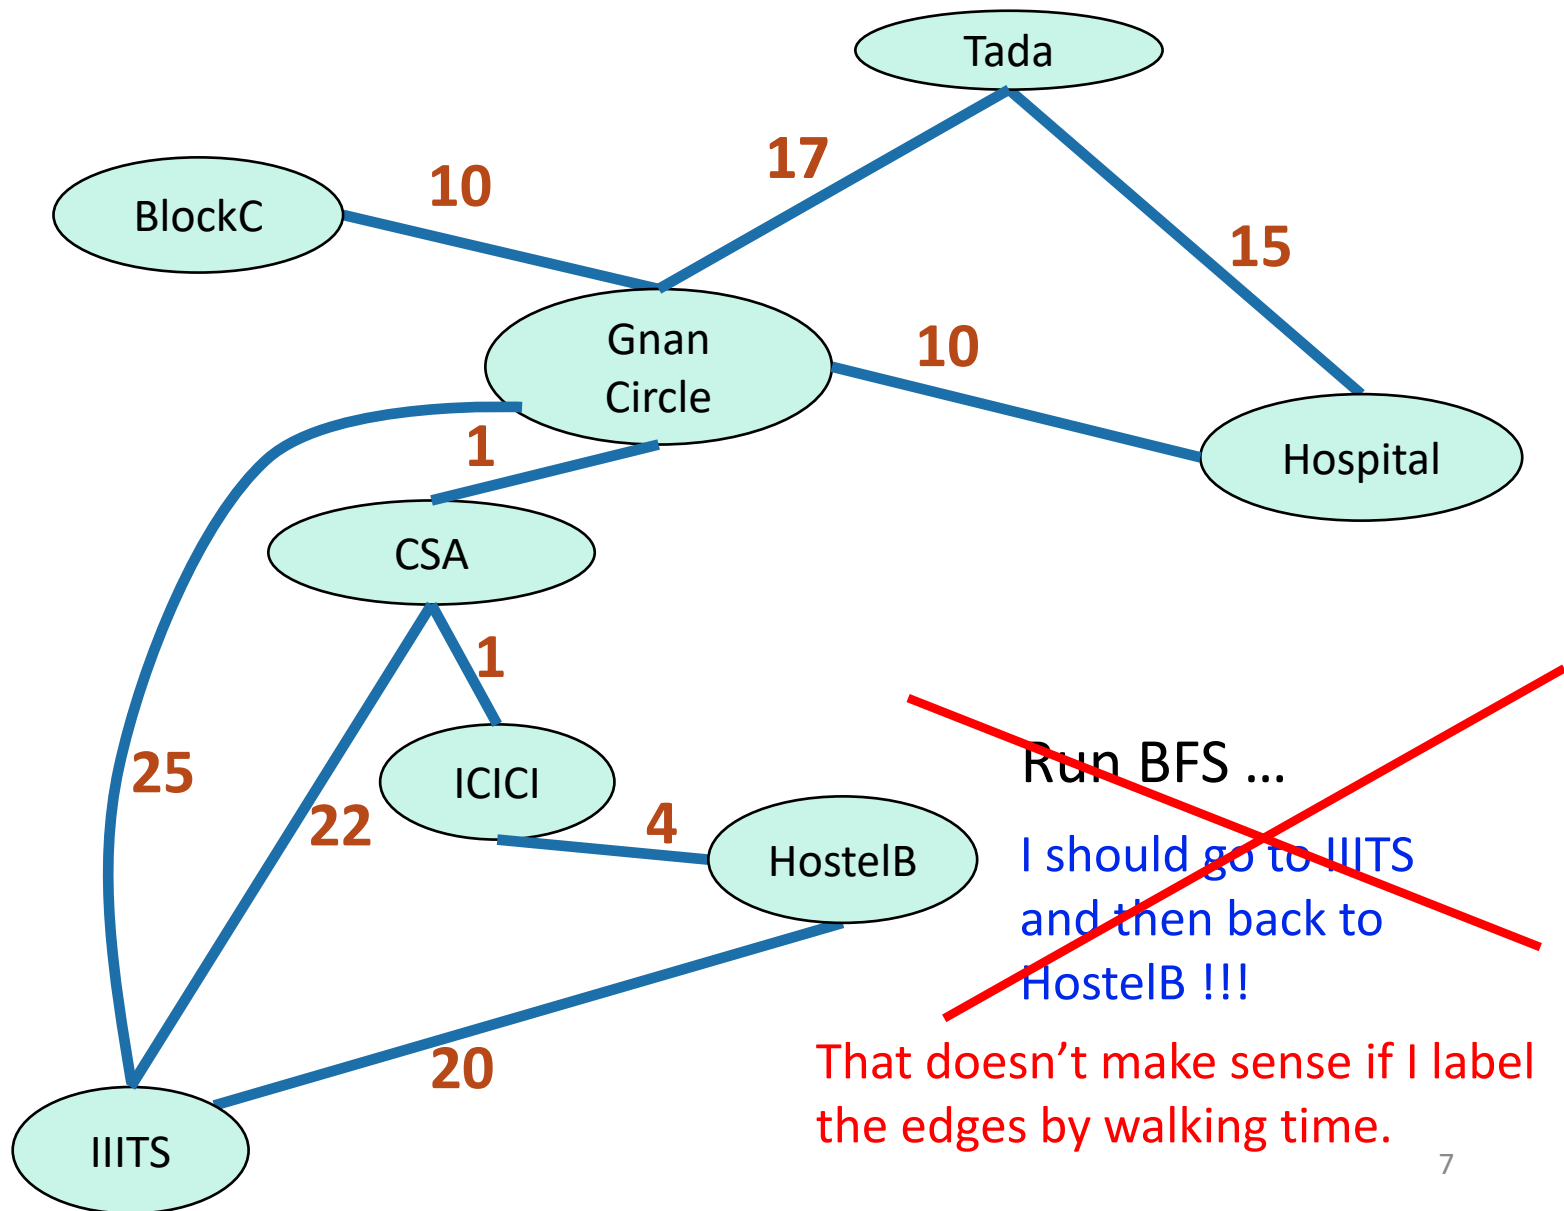 Tada
17
10
BlockC
15
Gnan
Circle
10
1
CSA
Hospital
1
25
ICICI
22
4
HostelB
Run BFS …
I should go to IIITS
and then back to
HostelB !!!
20
That doesn’t make sense if I label
the edges by walking time.
IIITS
7